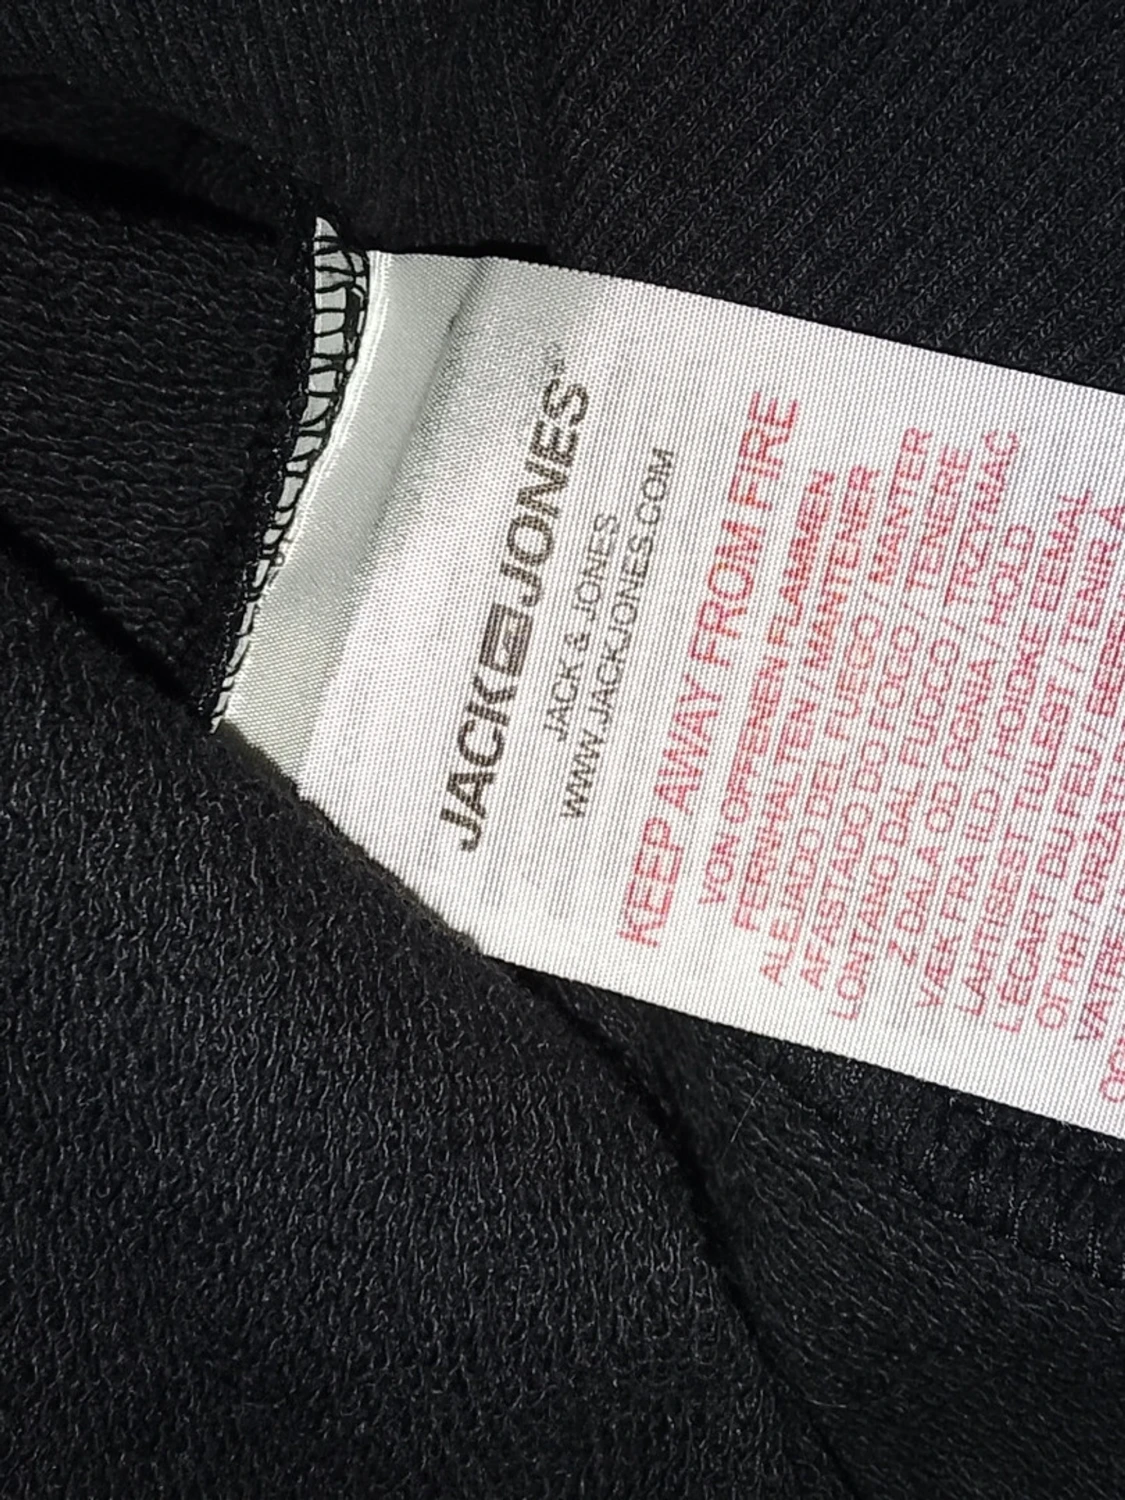 JACK JONES®
JACK & JONES
WWW.JACKJONES.COM
KEEP AWAY FROM FIRE
VON OFFENEN FLAMMEN
FERNHALTEN / MANTENER
ALEJADO DEL FUEGO / MANTER
AFASTADO DO FOGO / TENERE
LONTANO DAL FUOCO / TRZYMAĆ
Z DALA OD OGNIA / HOLD
VÆK FRA ILD / HOIDKE EEMAL
LAHTISEST TULEST / TENIR À
L'ÉCART DU FEU /